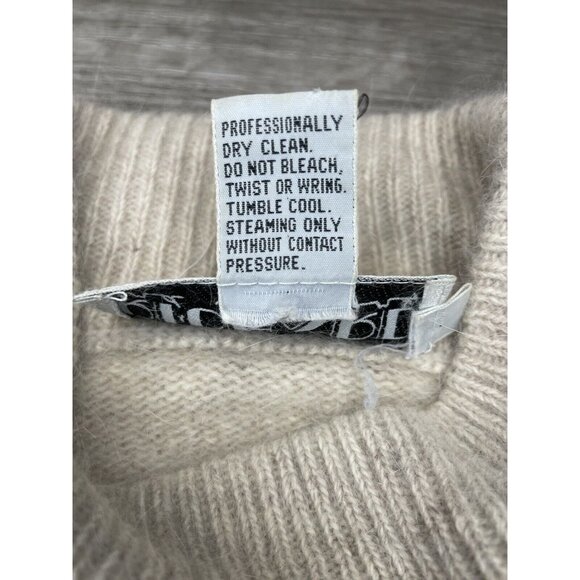 PROFESSIONALLY
DRY CLEAN.
DO NOT BLEACH,
TWIST OR WRING.
TUMBLE COOL.
STEAMING ONLY
WITHOUT CONTACT
PRESSURE.